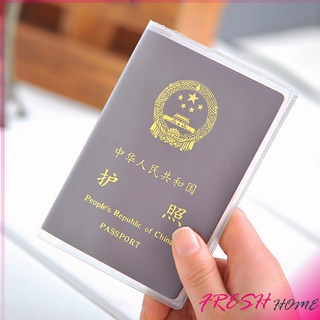 中华人民共和国
护 照
People's Republic of China
PASSPORT
FRESH HOME